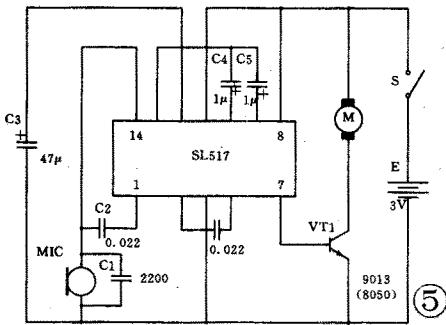 C4 C5
1μ 1μ
S
C3
47μ
14 8
SL517
1 7
M
E
3V
C2
0.022
0.022
VT1
MIC
C1
2200
9013
(8050)
⑤